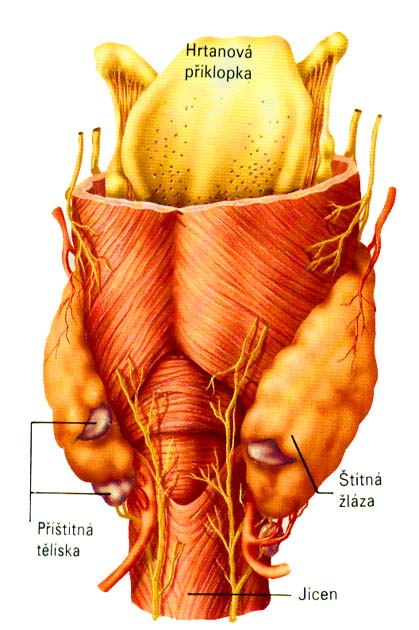 Hrtanová
příklopka
Štítná
žláza
Příštitná
tělíska
Jícen